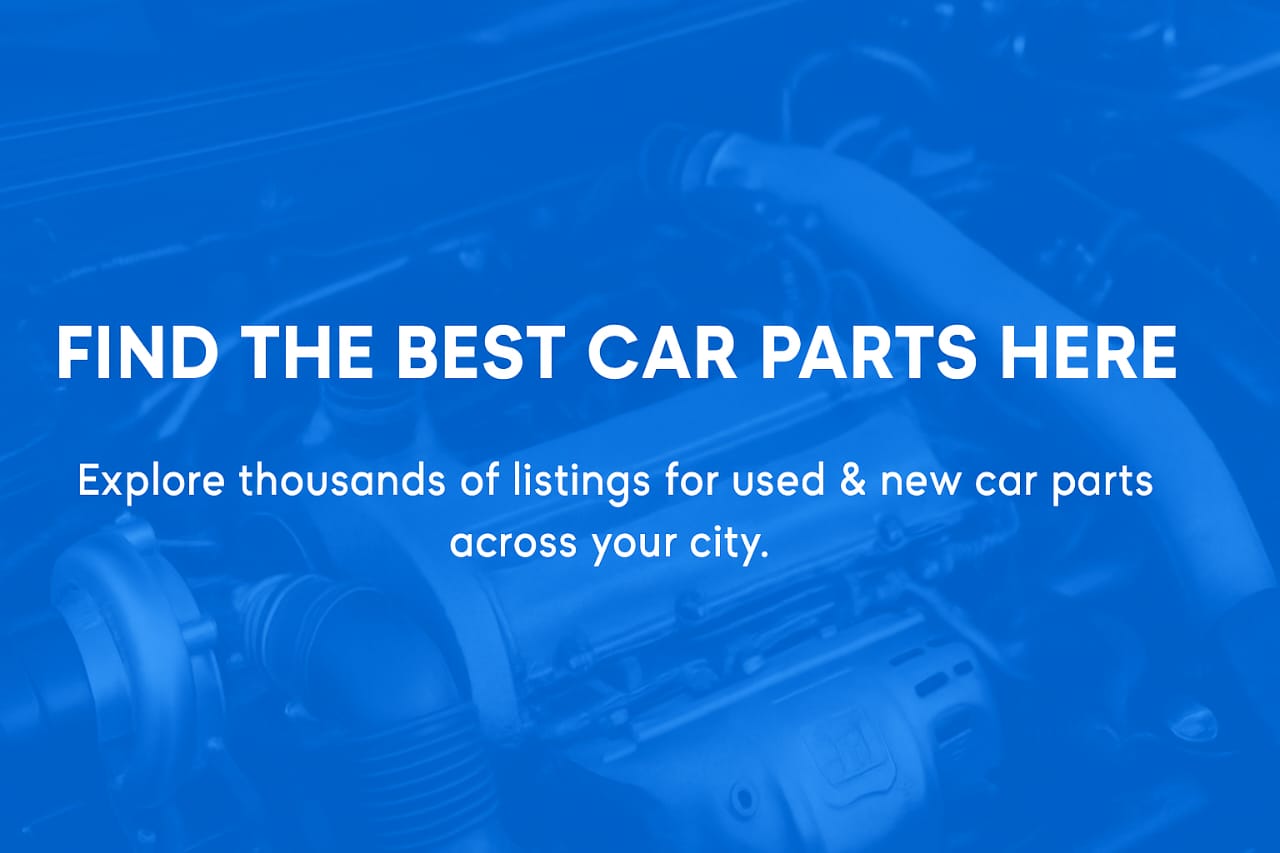 FIND THE BEST CAR PARTS HERE
Explore thousands of listings for used & new car parts
across your city.